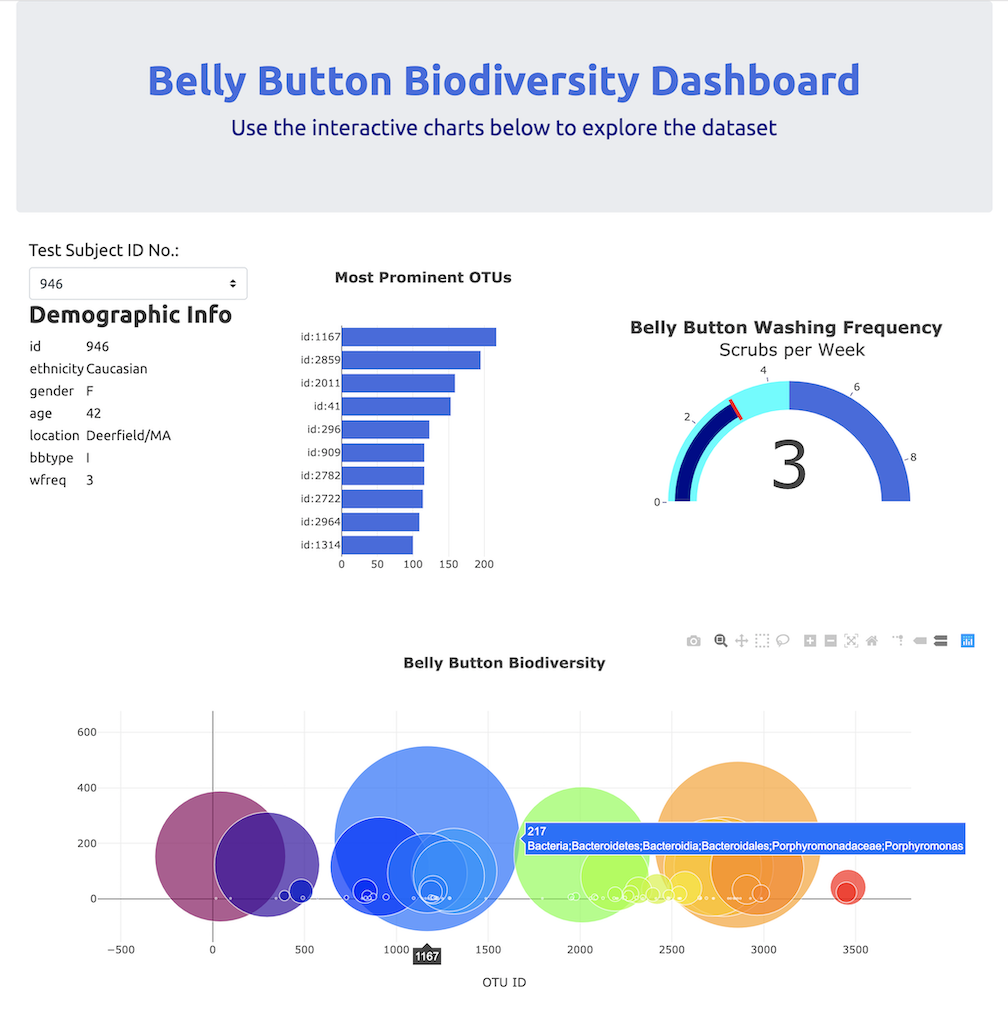 Belly Button Biodiversity Dashboard
Use the interactive charts below to explore the dataset
Test Subject ID No.:
946
Demographic Info
id 946
ethnicity Caucasian
gender F
age 42
location Deerfield/MA
bbtype I
wfreq 3
Most Prominent OTUs
id:1167
id:2859
id:2011
id:41
id:296
id:909
id:2782
id:2722
id:2964
id:1314
0 50 100 150 200
Belly Button Washing Frequency
Scrubs per Week
0
2
4
6
8
3
Belly Button Biodiversity
600
400
200
0
217
Bacteria;Bacteroidetes;Bacteroidia;Bacteroidales;Porphyromonadaceae;Porphyromonas
−500 0 500 1000 1500 2000 2500 3000 3500
1167
OTU ID